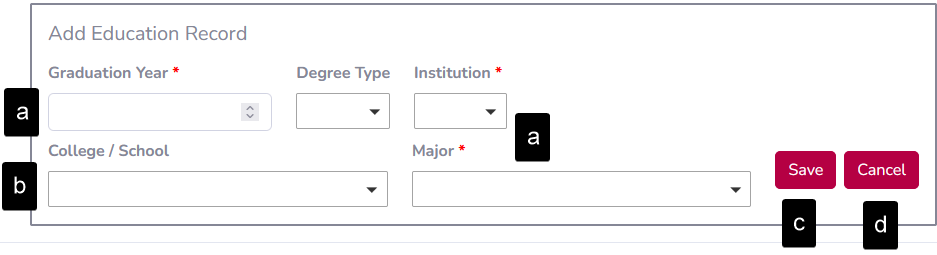 Add Education Record
Graduation Year * Degree Type Institution *
a
a
College / School Major *
b
Save Cancel
c d